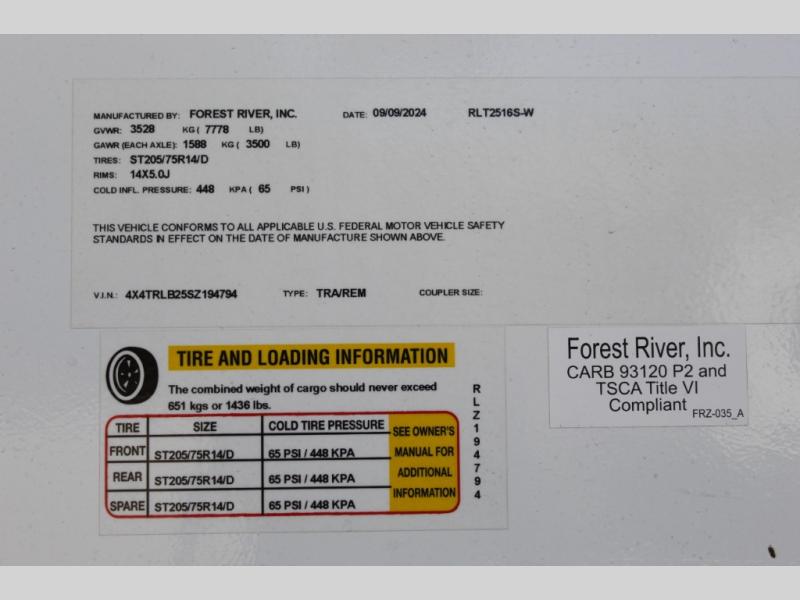 MANUFACTURED BY: FOREST RIVER, INC. DATE: 09/09/2024 RLT2516S-W
GVWR: 3528 KG ( 7778 LB)
GAWR (EACH AXLE): 1588 KG ( 3500 LB)
TIRES: ST205/75R14/D
RIMS: 14X5.0J
COLD INFL. PRESSURE: 448 KPA ( 65 PSI )
THIS VEHICLE CONFORMS TO ALL APPLICABLE U.S. FEDERAL MOTOR VEHICLE SAFETY
STANDARDS IN EFFECT ON THE DATE OF MANUFACTURE SHOWN ABOVE.
V.I.N.: 4X4TRLB25SZ194794 TYPE: TRA/REM COUPLER SIZE:
TIRE AND LOADING INFORMATION
The combined weight of cargo should never exceed
651 kgs or 1436 lbs.
TIRE SIZE COLD TIRE PRESSURE
FRONT ST205/75R14/D 65 PSI / 448 KPA
REAR ST205/75R14/D 65 PSI / 448 KPA
SPARE ST205/75R14/D 65 PSI / 448 KPA
SEE OWNER'S
MANUAL FOR
ADDITIONAL
INFORMATION
RLZ194794
Forest River, Inc.
CARB 93120 P2 and
TSCA Title VI
Compliant FRZ-035_A